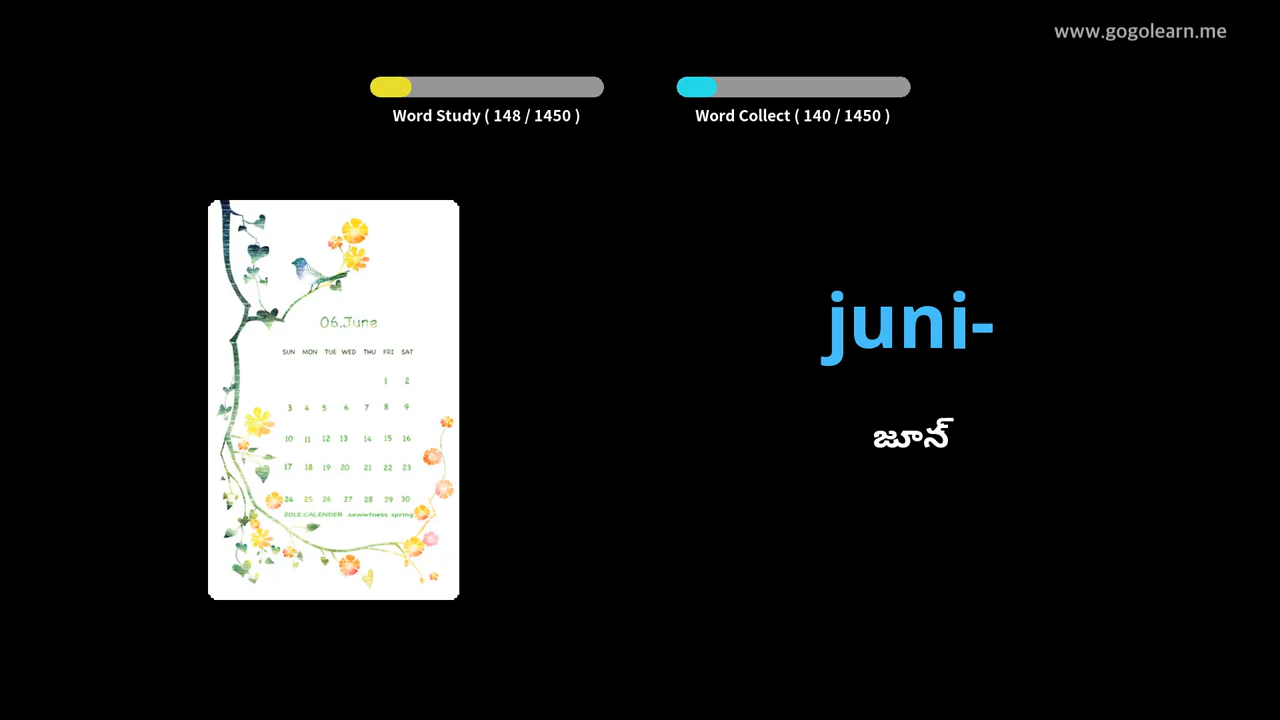 www.gogolearn.me
Word Study ( 148 / 1450 )
Word Collect ( 140 / 1450 )
06.June
SUN MON TUE WED THU FRI SAT
1 2
3 4 5 6 7 8 9
10 11 12 13 14 15 16
17 18 19 20 21 22 23
24 25 26 27 28 29 30
2012.CALENDER .sewwtness spring
juni-
జూన్